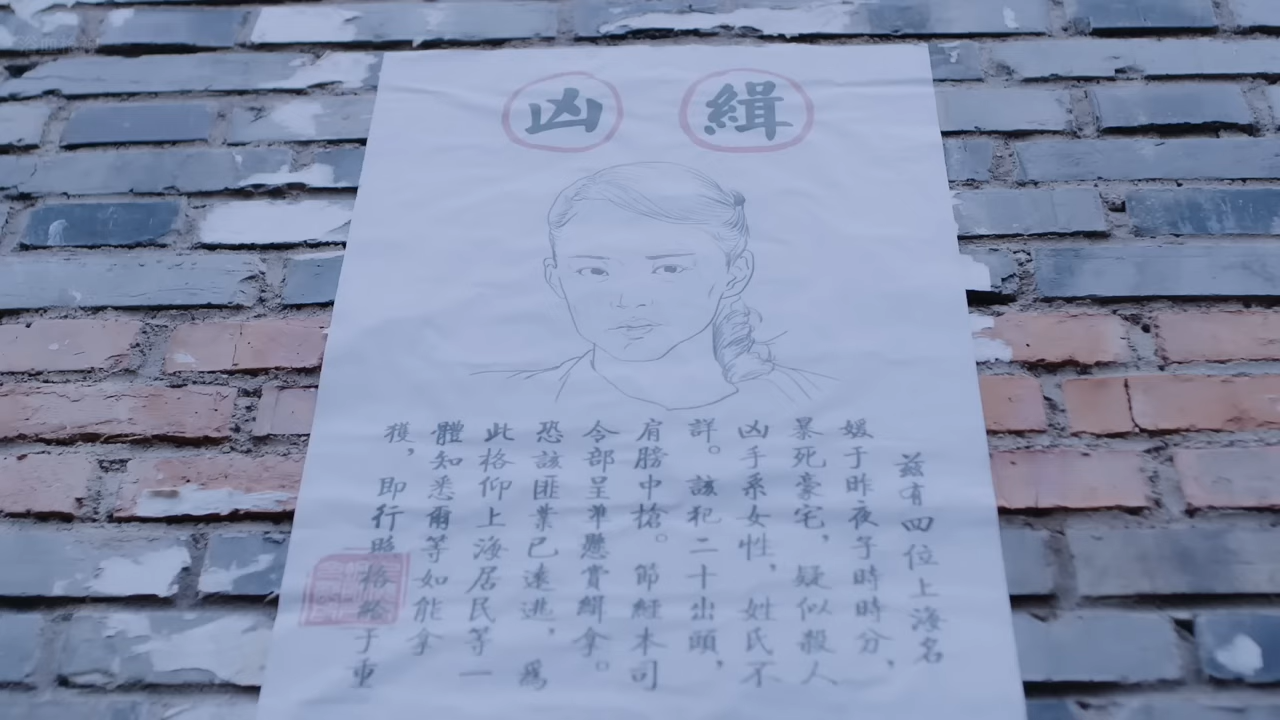 緝凶
茲有四位上海名
媛于昨夜子時時分，
暴死豪宅，疑似殺人
凶手系女性，姓氏不
詳。該犯二十出頭，
肩膀中槍。節經本司
令部呈準懸賞緝拿。
恐該匪業已遠逃，為
此格仰上海居民等一
體知悉爾等如能拿
獲，即行照格給于重